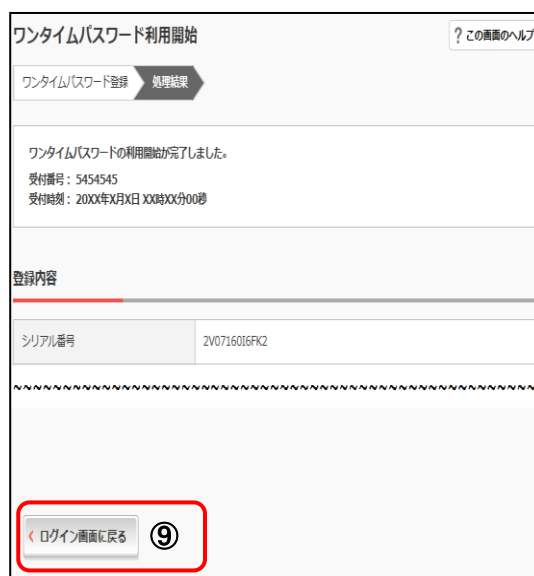 ワンタイムパスワード利用開始
? この画面のヘルプ
ワンタイムパスワード登録 処理結果
ワンタイムパスワードの利用開始が完了しました。
受付番号： 5454545
受付時刻： 20XX年X月X日 XX時XX分00秒
登録内容
シリアル番号 2V07160I6FK2
~~~~~~~~~~~~~~~~~~~~~~~~~~~~~~~~~~~~~~~~~~~~~~~~~~~~~~
ログイン画面に戻る ⑨